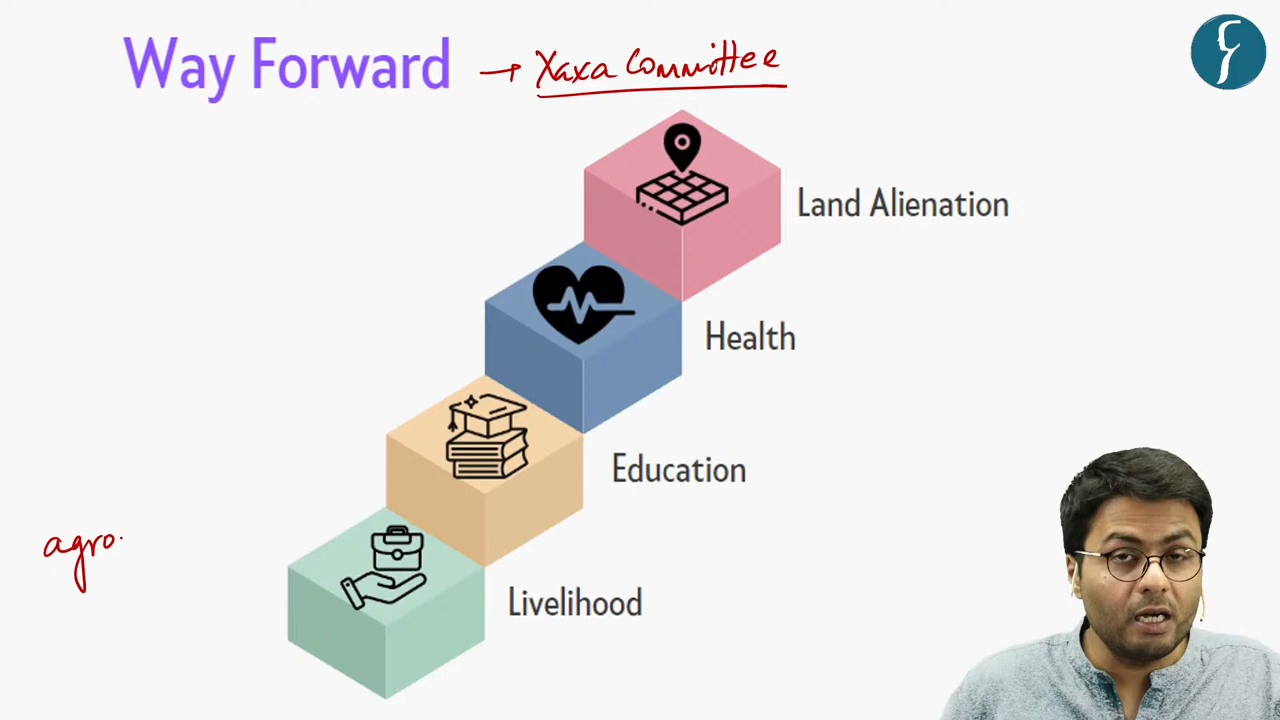 Way Forward → Xaxa Committee
Land Alienation
Health
Education
agro.
Livelihood